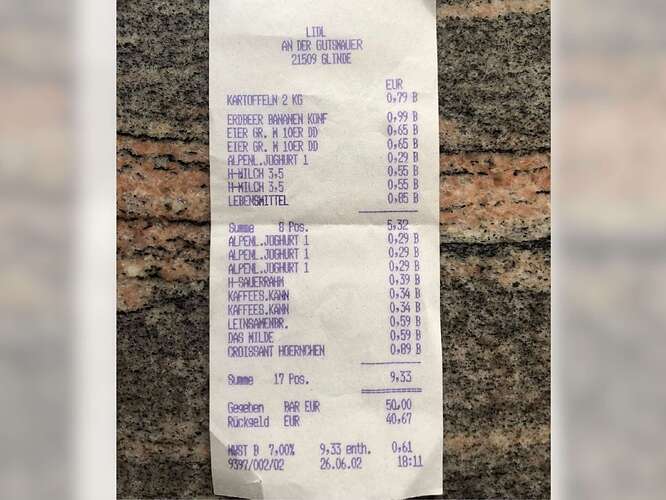 LIDL
AN DER GUTSMAUER
21509 GLINDE
EUR
KARTOFFELN 2 KG 0,79 B
ERDBEER BANANEN KONF 0,99 B
EIER GR. M 10ER DD 0,65 B
EIER GR. M 10ER DD 0,65 B
ALPENL.JOGHURT 1 0,29 B
H-MILCH 3,5 0,55 B
H-MILCH 3,5 0,55 B
LEBENSMITTEL 0,85 B
Summe 8 Pos. 5,32
ALPENL.JOGHURT 1 0,29 B
ALPENL.JOGHURT 1 0,29 B
ALPENL.JOGHURT 1 0,29 B
H-SAUERRAHM 0,39 B
KAFFEES.KANN 0,34 B
KAFFEES.KANN 0,34 B
LEINSAMENBR. 0,59 B
DAS MILDE 0,59 B
CROISSANT HOERNCHEN 0,89 B
Summe 17 Pos. 9,33
Gegeben BAR EUR 50,00
Rückgeld EUR 40,67
MWST B 7,00% 9,33 enth. 0,61
9397/002/02 26.06.02 18:11